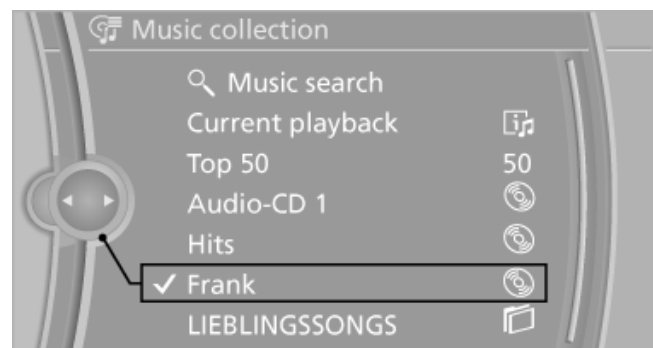 Music collection
Music search
Current playback
Top 50 50
Audio-CD 1
Hits
Frank
LIEBLINGSSONGS